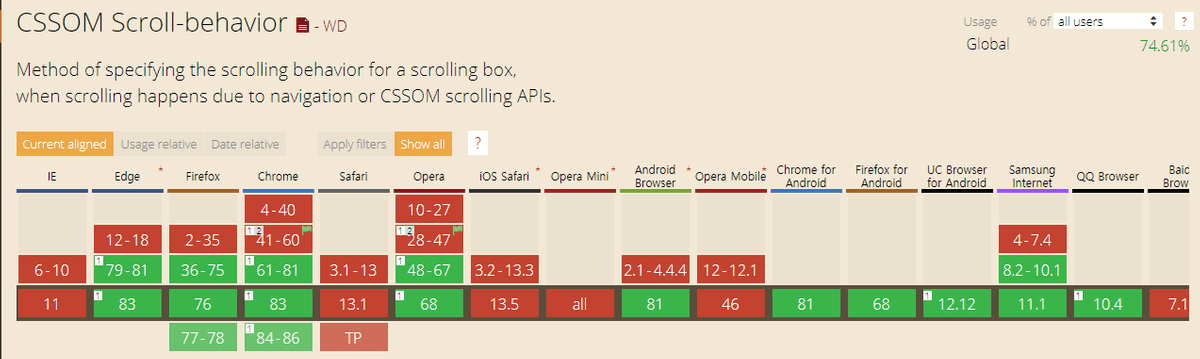 CSSOM Scroll-behavior - WD
Usage % of all users ?
Global 74.61%
Method of specifying the scrolling behavior for a scrolling box,
when scrolling happens due to navigation or CSSOM scrolling APIs.
Current aligned Usage relative Date relative Apply filters Show all ?
IE Edge * Firefox Chrome Safari Opera iOS Safari * Opera Mini * Android Browser * Opera Mobile * Chrome for Android Firefox for Android UC Browser for Android Samsung Internet QQ Browser Baid Brow
4-40 10-27
12-18 2-35 1 2 41-60 1 2 28-47 4-7.4
6-10 1 79-81 36-75 1 61-81 3.1-13 1 48-67 3.2-13.3 2.1-4.4.4 12-12.1 8.2-10.1
11 1 83 76 1 83 13.1 1 68 13.5 all 81 46 81 68 1 12.12 11.1 1 10.4 7.1
77-78 1 84-86 TP